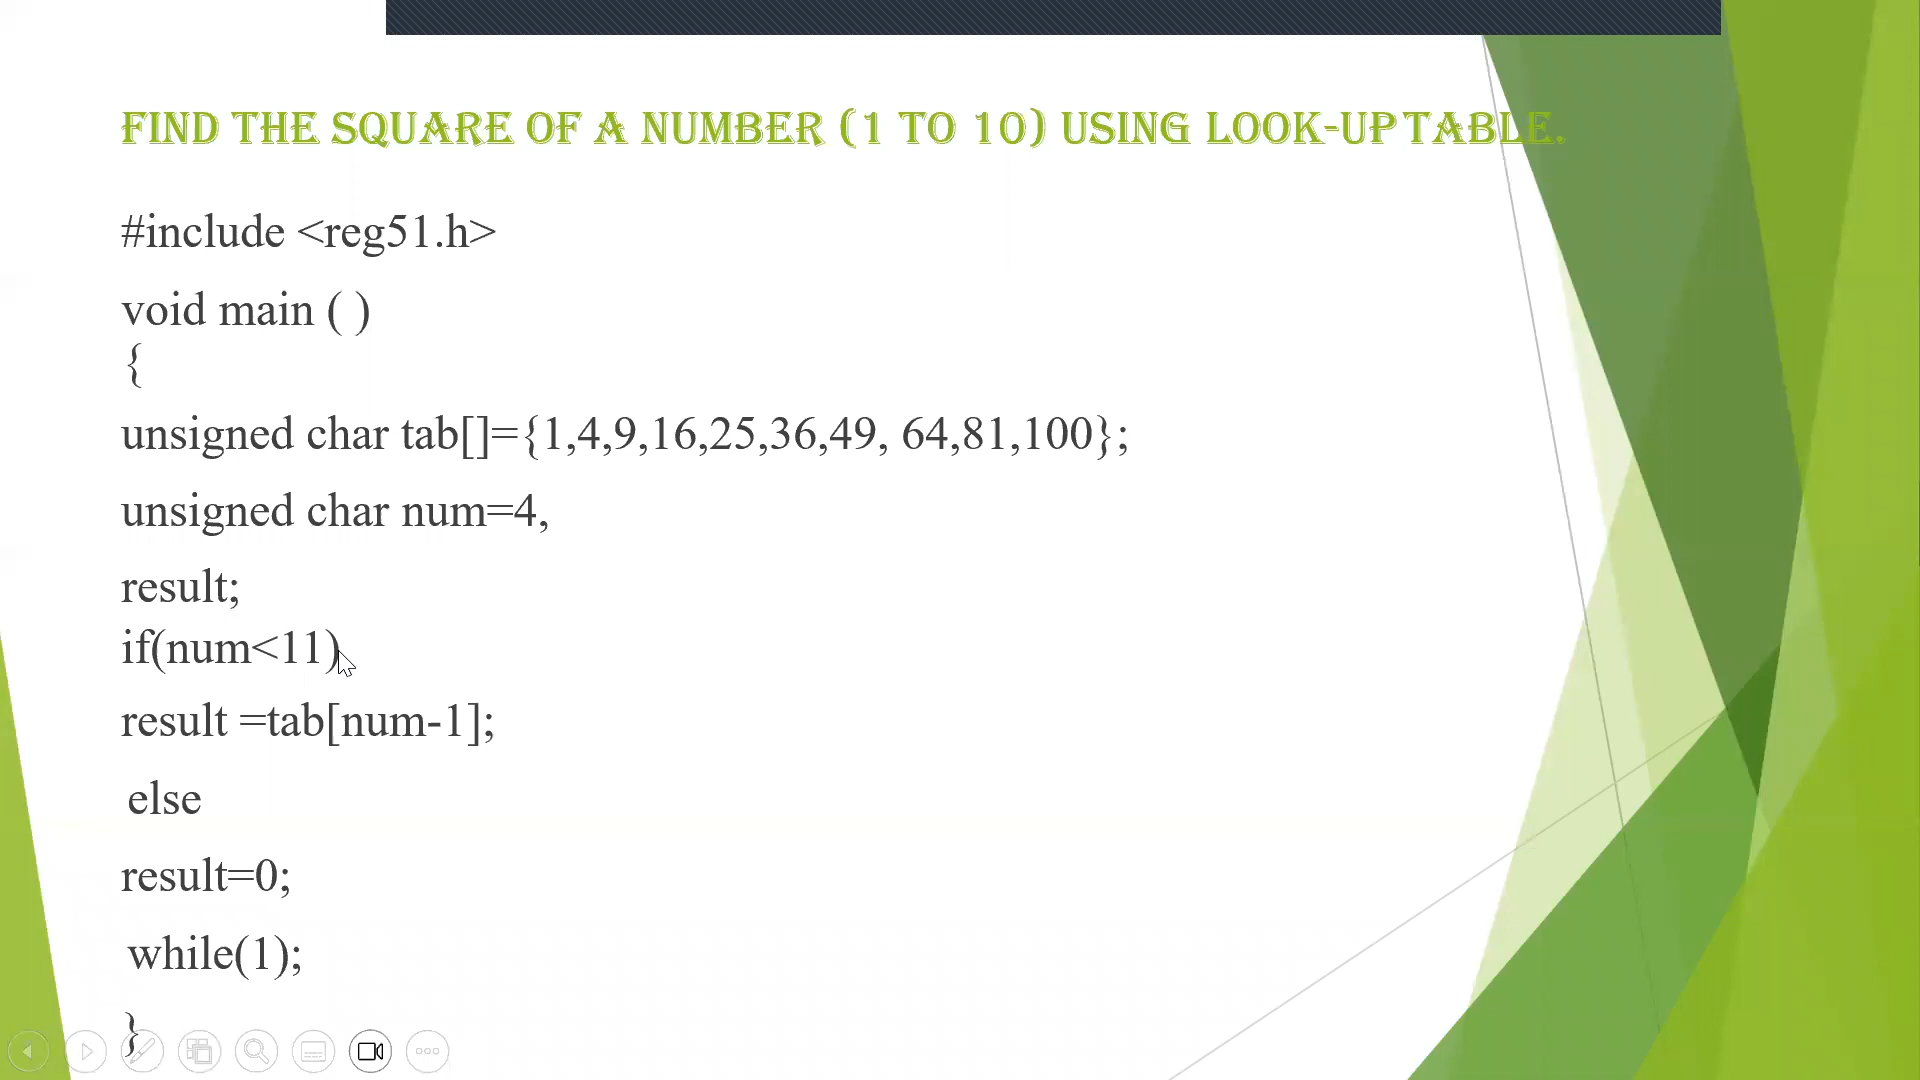 FIND THE SQUARE OF A NUMBER (1 TO 10) USING LOOK-UP TABLE.
#include <reg51.h>
void main ( )
{
unsigned char tab[]={1,4,9,16,25,36,49, 64,81,100};
unsigned char num=4,
result;
if(num<11)
result =tab[num-1];
else
result=0;
while(1);
}